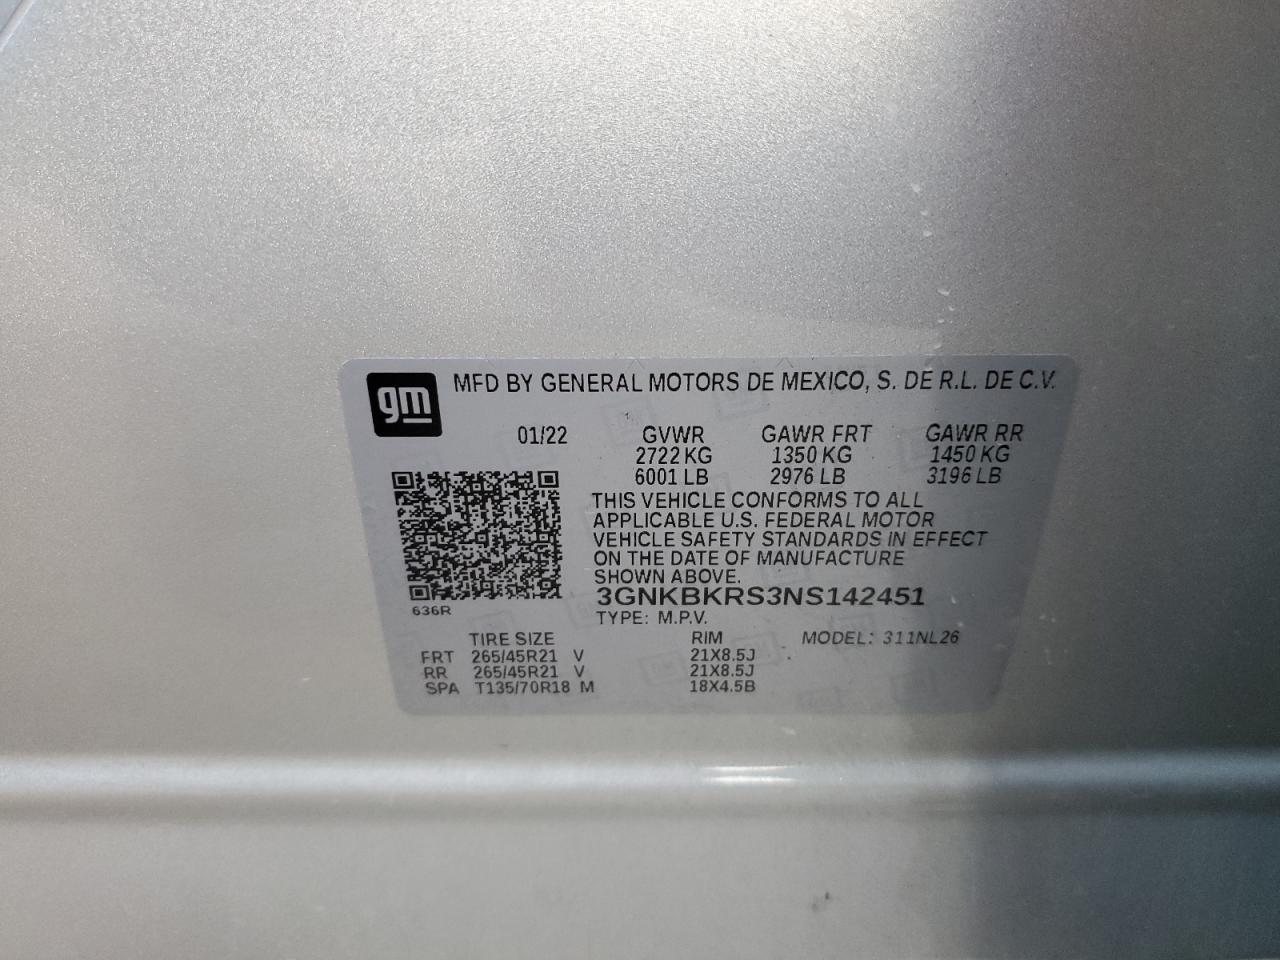 gm MFD BY GENERAL MOTORS DE MEXICO, S. DE R.L. DE C.V.
01/22 GVWR GAWR FRT GAWR RR
2722 KG 1350 KG 1450 KG
6001 LB 2976 LB 3196 LB
THIS VEHICLE CONFORMS TO ALL
APPLICABLE U.S. FEDERAL MOTOR
VEHICLE SAFETY STANDARDS IN EFFECT
ON THE DATE OF MANUFACTURE
SHOWN ABOVE.
3GNKBKRS3NS142451
636R
TYPE: M.P.V.
TIRE SIZE RIM MODEL: 311NL26
FRT 265/45R21 V 21X8.5J
RR 265/45R21 V 21X8.5J
SPA T135/70R18 M 18X4.5B